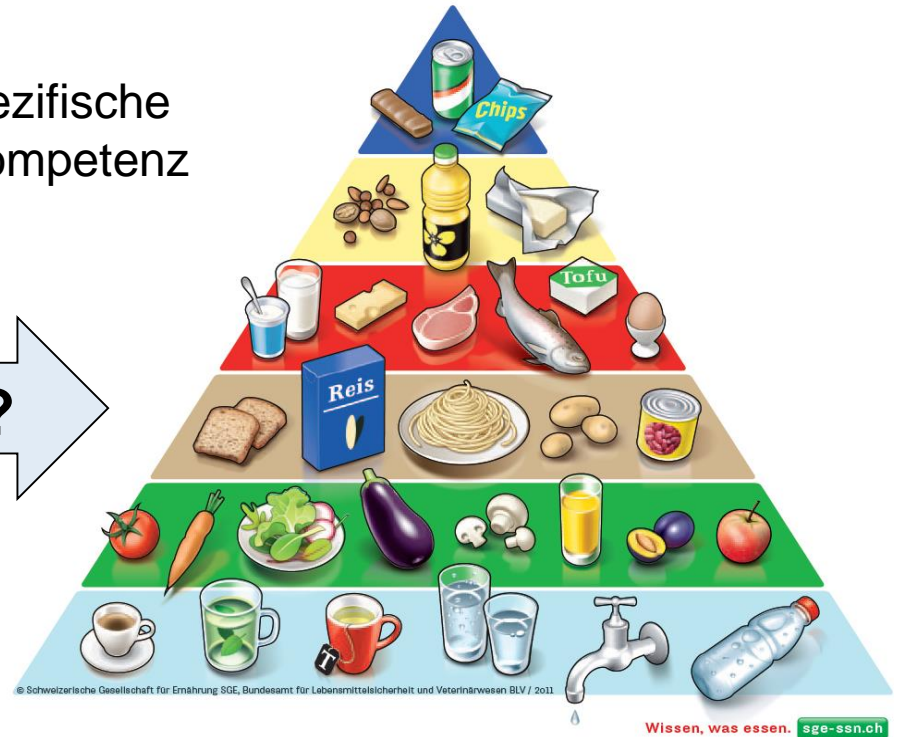 ezifische
ompetenz
?
Chips
Tofu
Reis
T
© Schweizerische Gesellschaft für Ernährung SGE, Bundesamt für Lebensmittelsicherheit und Veterinärwesen BLV / 2011
Wissen, was essen. sge-ssn.ch